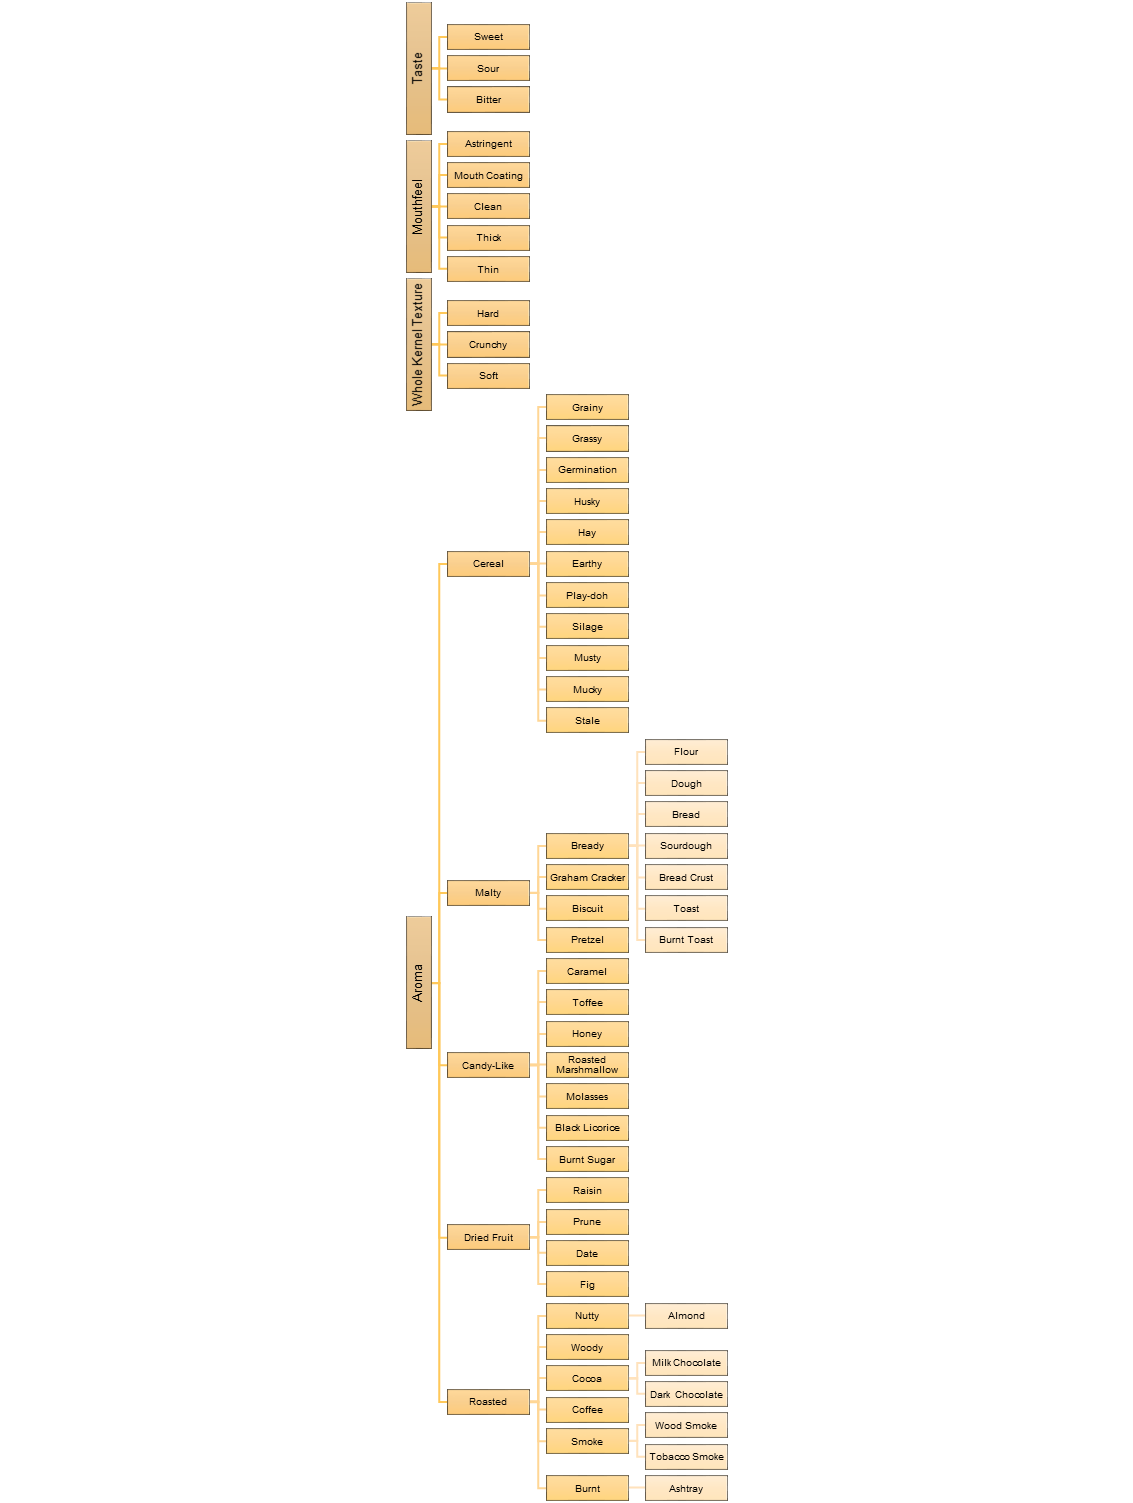 Taste
Sweet
Sour
Bitter
Mouthfeel
Astringent
Mouth Coating
Clean
Thick
Thin
Whole Kernel Texture
Hard
Crunchy
Soft
Aroma
Cereal
Grainy
Grassy
Germination
Husky
Hay
Earthy
Play-doh
Silage
Musty
Mucky
Stale
Malty
Bready
Flour
Dough
Bread
Sourdough
Bread Crust
Toast
Burnt Toast
Graham Cracker
Biscuit
Pretzel
Candy-Like
Caramel
Toffee
Honey
Roasted
Marshmallow
Molasses
Black Licorice
Burnt Sugar
Dried Fruit
Raisin
Prune
Date
Fig
Roasted
Nutty
Almond
Woody
Cocoa
Milk Chocolate
Dark Chocolate
Coffee
Smoke
Wood Smoke
Tobacco Smoke
Burnt
Ashtray